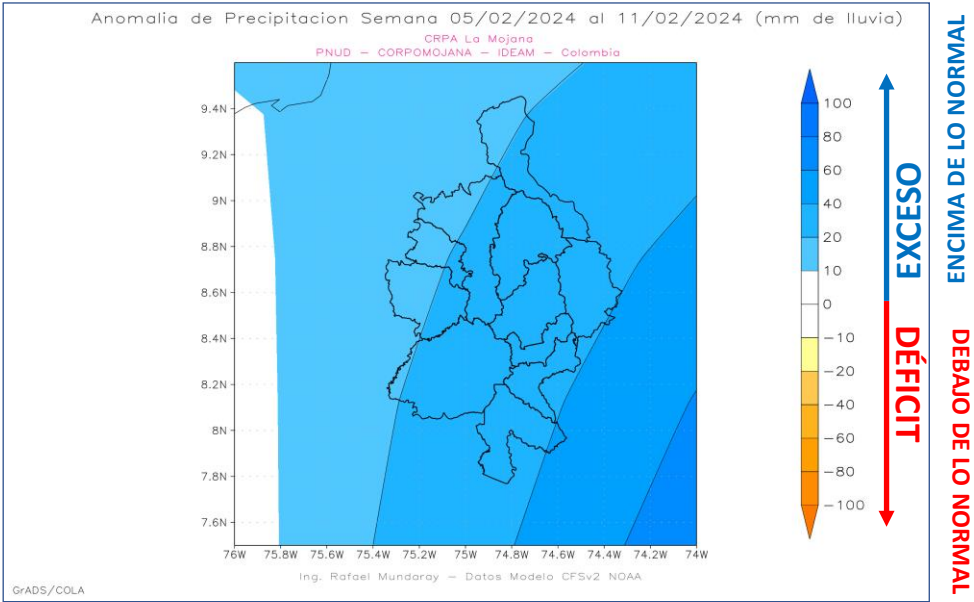 Anomalia de Precipitacion Semana 05/02/2024 al 11/02/2024 (mm de lluvia)
CRPA La Mojana
PNUD – CORPOMOJANA – IDEAM – Colombia
9.4N
9.2N
9N
8.8N
8.6N
8.4N
8.2N
8N
7.8N
7.6N
76W 75.8W 75.6W 75.4W 75.2W 75W 74.8W 74.6W 74.4W 74.2W 74W
100
80
60
40
20
10
0
−10
−20
−40
−60
−80
−100
EXCESO
DÉFICIT
ENCIMA DE LO NORMAL
DEBAJO DE LO NORMAL
Ing. Rafael Mundaray – Datos Modelo CFSv2 NOAA
GrADS/COLA